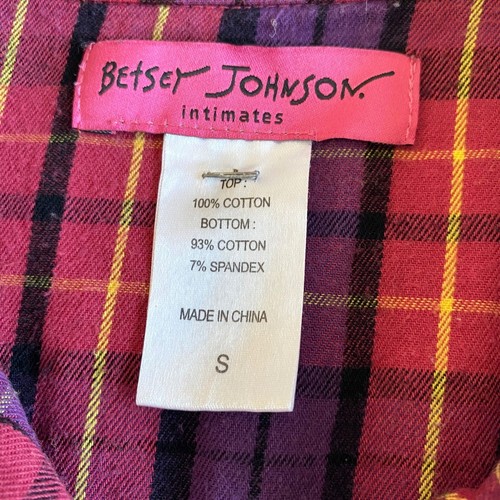 BEtSEY JOHNSON.
intimates
TOP :
100% COTTON
BOTTOM :
93% COTTON
7% SPANDEX
MADE IN CHINA
S